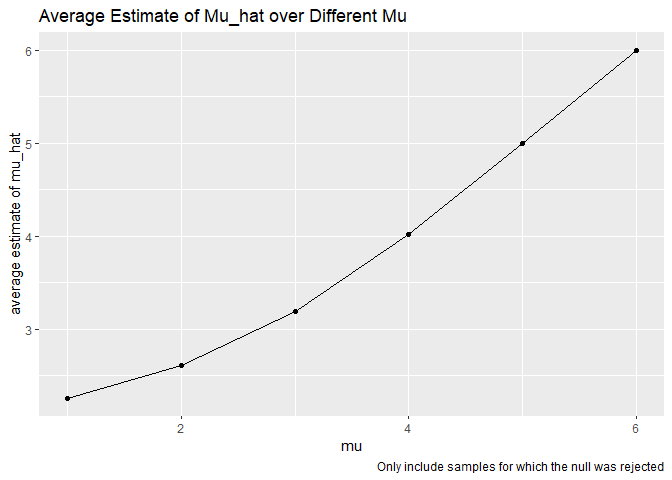 Average Estimate of Mu_hat over Different Mu
average estimate of mu_hat
6
5
4
3
2
4
6
mu
Only include samples for which the null was rejected